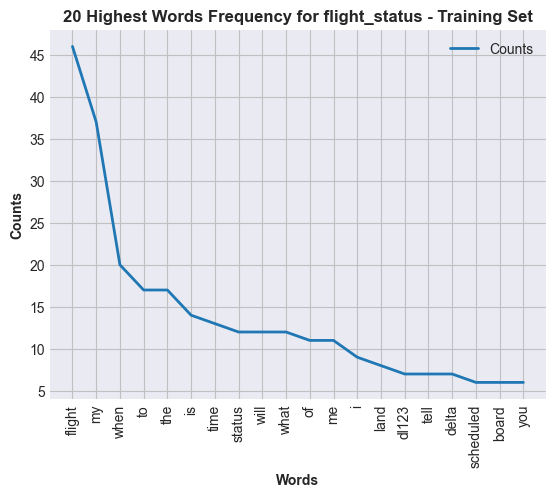 20 Highest Words Frequency for flight_status - Training Set
Counts
45
40
35
30
25
20
15
10
5
Counts
flight
my
when
to
the
is
time
status
will
what
of
me
i
land
dl123
tell
delta
scheduled
board
you
Words